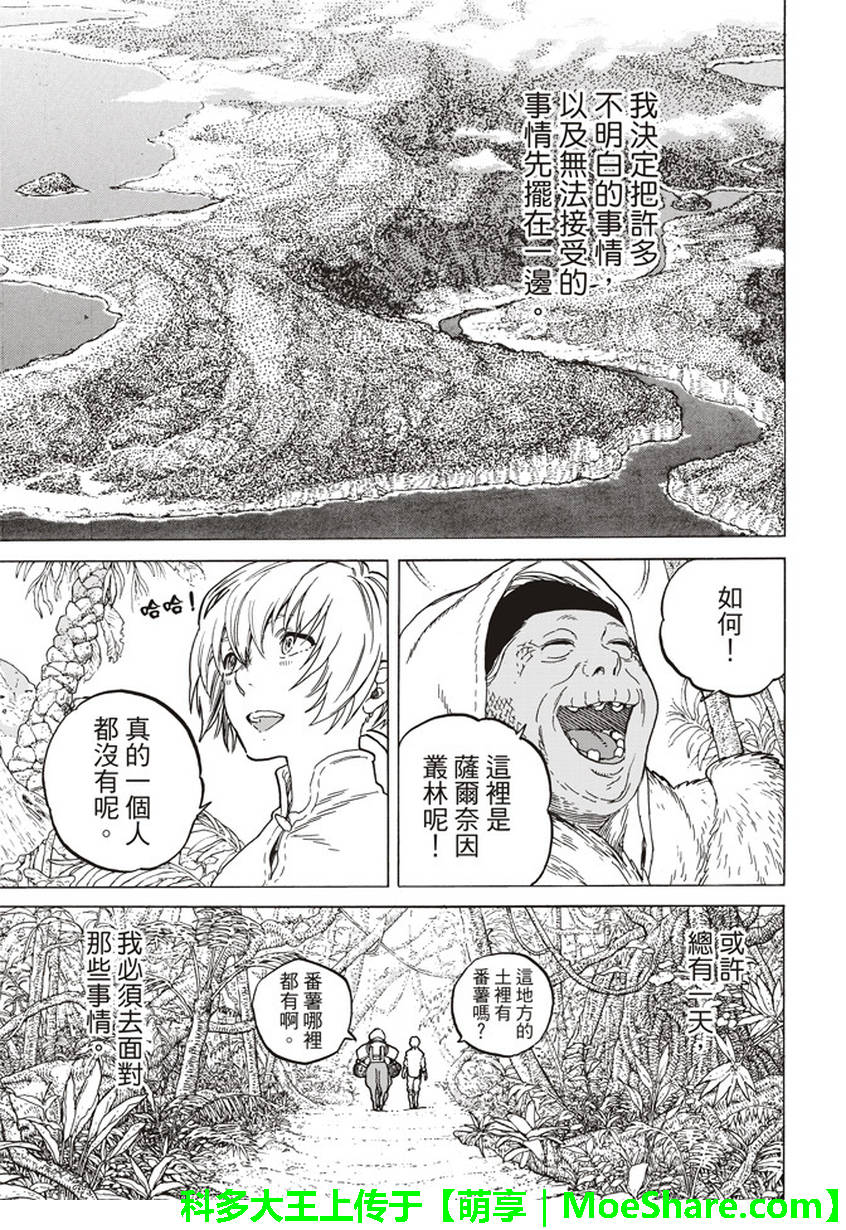 我決定把許多
不明白的事情，
以及無法接受的
事情先擺在一邊。
如何！
這裡是
薩爾奈因
叢林呢！
哈哈！
真的一個人
都沒有呢。
或許
總有一天，
這地方的
土裡有
番薯嗎？
番薯哪裡
都有啊。
我必須去面對
那些事情。
科多大王上传于【萌享｜MoeShare.com】